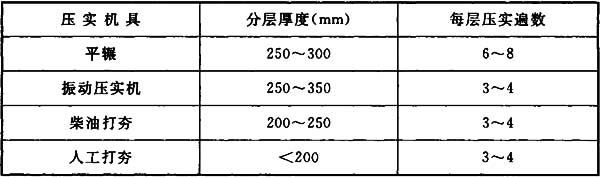 压实机具 分层厚度(mm) 每层压实遍数
平辗 250～300 6～8
振动压实机 250～350 3～4
柴油打夯 200～250 3～4
人工打夯 ＜200 3～4